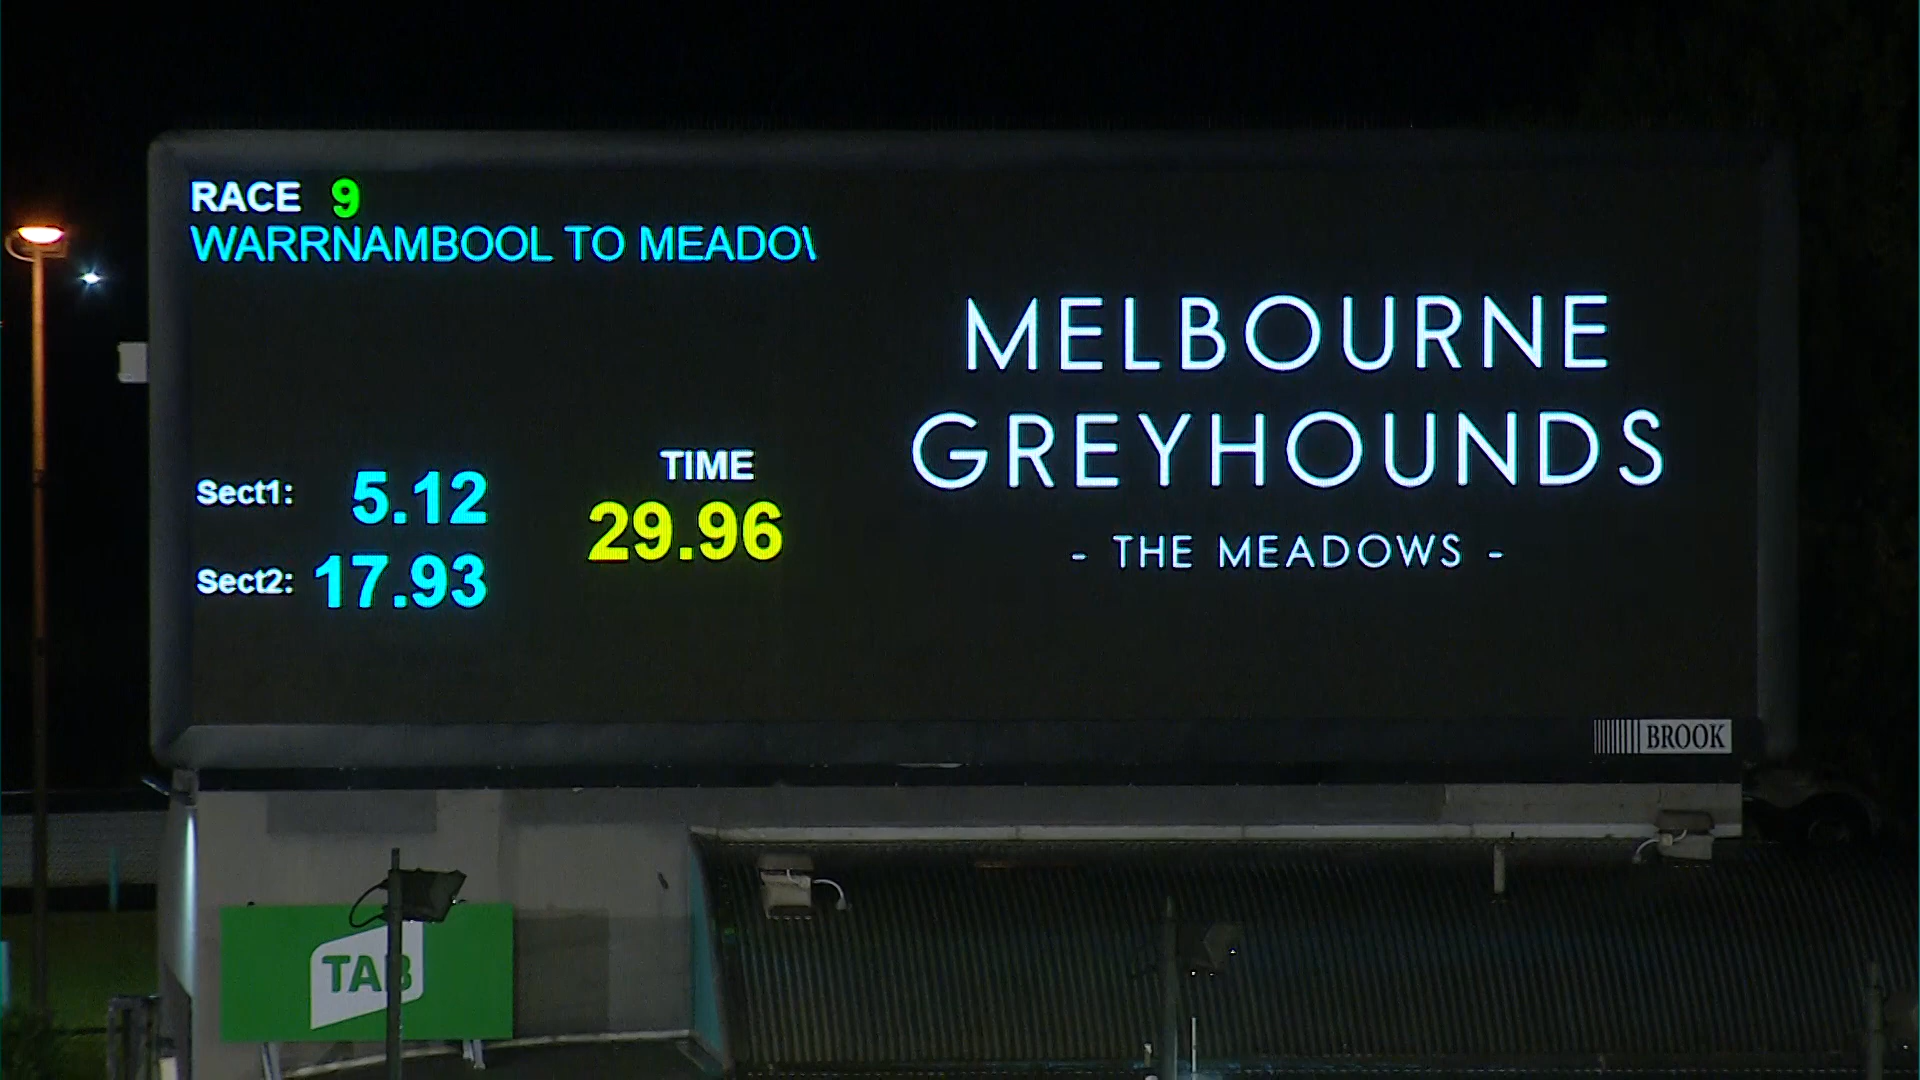 RACE 9
WARRNAMBOOL TO MEADO
MELBOURNE
GREYHOUNDS
- THE MEADOWS -
TIME
29.96
Sect1: 5.12
Sect2: 17.93
BROOK
TAB